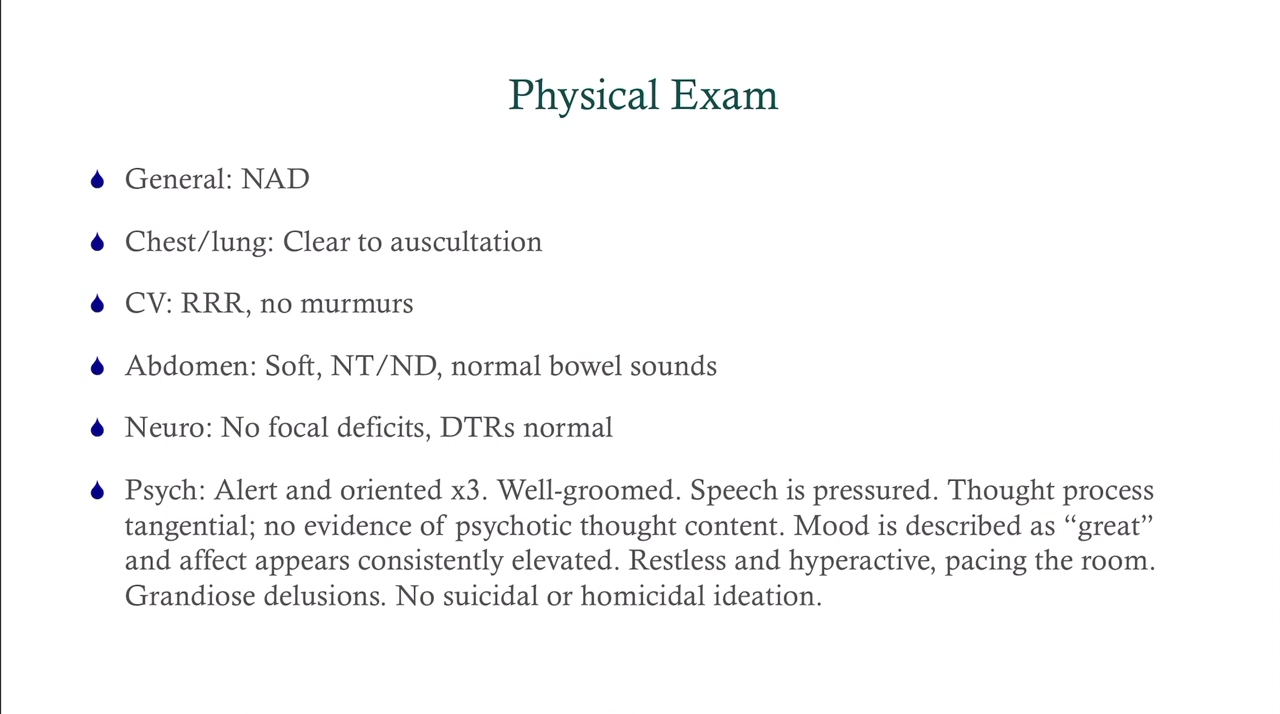 Physical Exam
General: NAD
Chest/lung: Clear to auscultation
CV: RRR, no murmurs
Abdomen: Soft, NT/ND, normal bowel sounds
Neuro: No focal deficits, DTRs normal
Psych: Alert and oriented x3. Well-groomed. Speech is pressured. Thought process
tangential; no evidence of psychotic thought content. Mood is described as “great”
and affect appears consistently elevated. Restless and hyperactive, pacing the room.
Grandiose delusions. No suicidal or homicidal ideation.